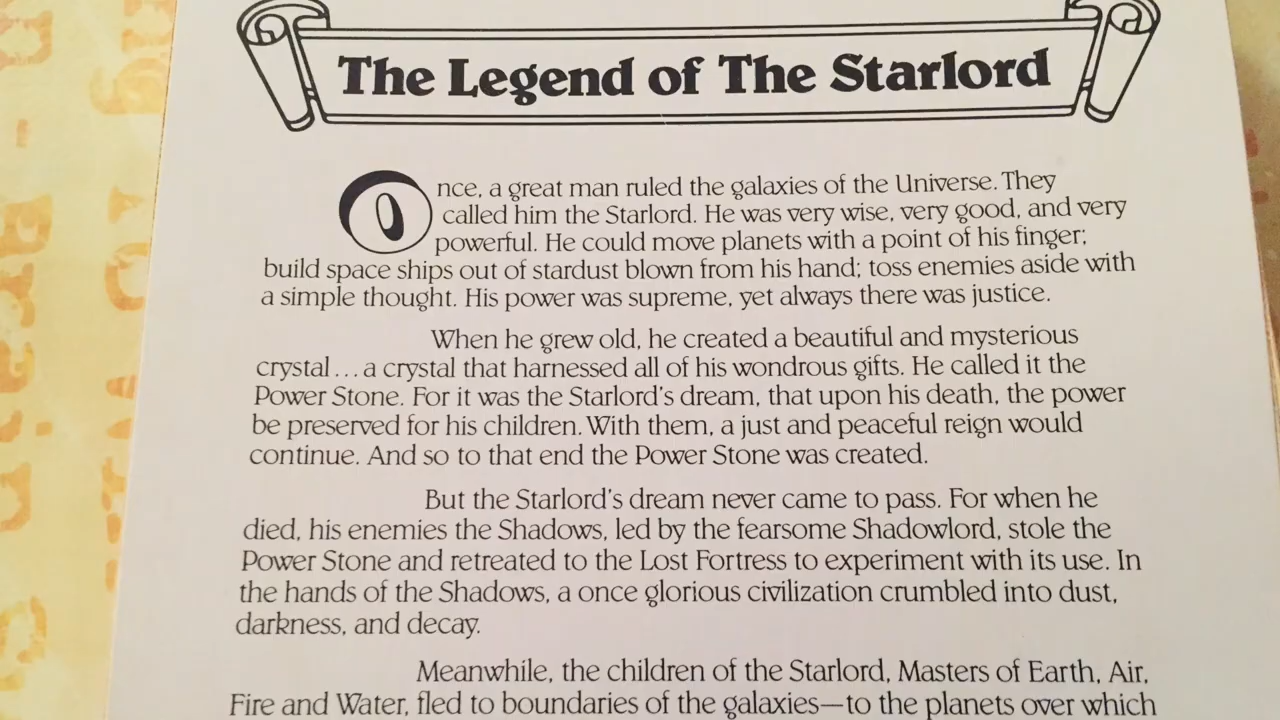 The Legend of The Starlord
Once, a great man ruled the galaxies of the Universe. They
called him the Starlord. He was very wise, very good, and very
powerful. He could move planets with a point of his finger;
build space ships out of stardust blown from his hand; toss enemies aside with
a simple thought. His power was supreme, yet always there was justice.
When he grew old, he created a beautiful and mysterious
crystal...a crystal that harnessed all of his wondrous gifts. He called it the
Power Stone. For it was the Starlord's dream, that upon his death, the power
be preserved for his children. With them, a just and peaceful reign would
continue. And so to that end the Power Stone was created.
But the Starlord's dream never came to pass. For when he
died, his enemies the Shadows, led by the fearsome Shadowlord, stole the
Power Stone and retreated to the Lost Fortress to experiment with its use. In
the hands of the Shadows, a once glorious civilization crumbled into dust,
darkness, and decay.
Meanwhile, the children of the Starlord, Masters of Earth, Air,
Fire and Water, fled to boundaries of the galaxies—to the planets over which